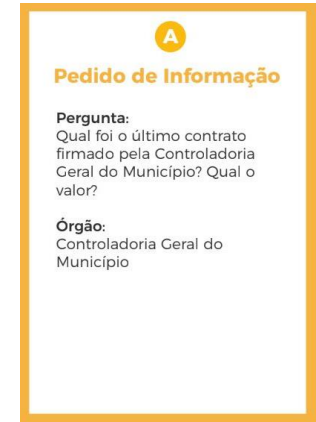 A
Pedido de Informação
Pergunta:
Qual foi o último contrato
firmado pela Controladoria
Geral do Município? Qual o
valor?
Órgão:
Controladoria Geral do
Município